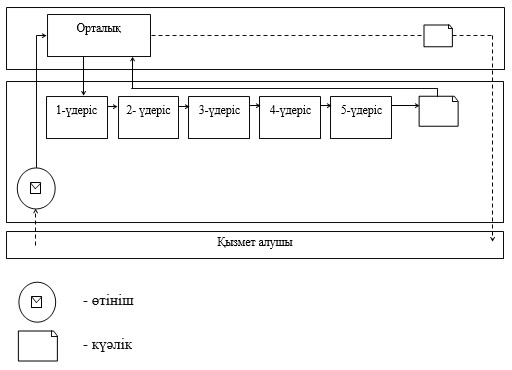 Орталық
1-үдеріс
2- үдеріс
3-үдеріс
4-үдеріс
5-үдеріс
Қызмет алушы
- өтініш
- куәлік